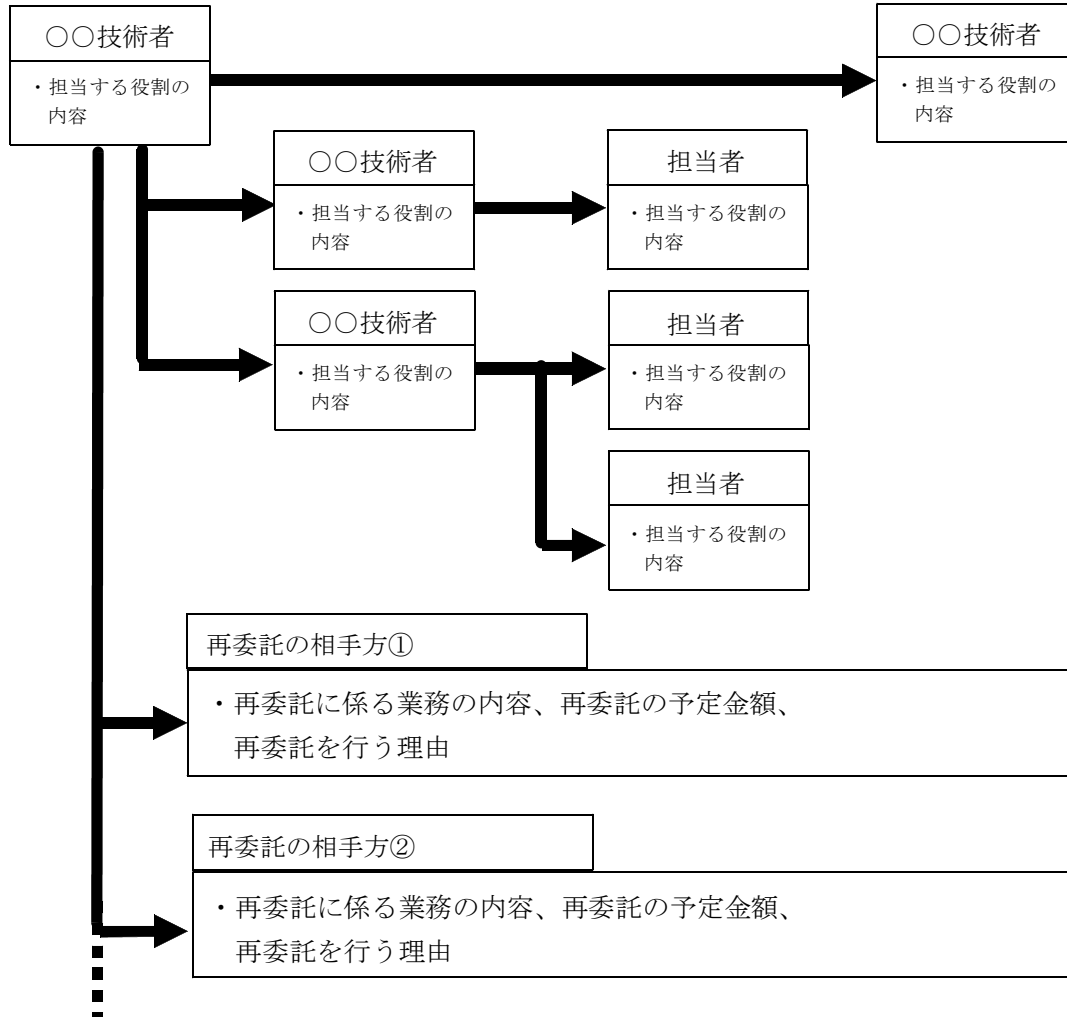 〇〇技術者
・担当する役割の
内容
〇〇技術者
・担当する役割の
内容
〇〇技術者
・担当する役割の
内容
担当者
・担当する役割の
内容
〇〇技術者
・担当する役割の
内容
担当者
・担当する役割の
内容
担当者
・担当する役割の
内容
再委託の相手方①
・再委託に係る業務の内容、再委託の予定金額、
再委託を行う理由
再委託の相手方②
・再委託に係る業務の内容、再委託の予定金額、
再委託を行う理由